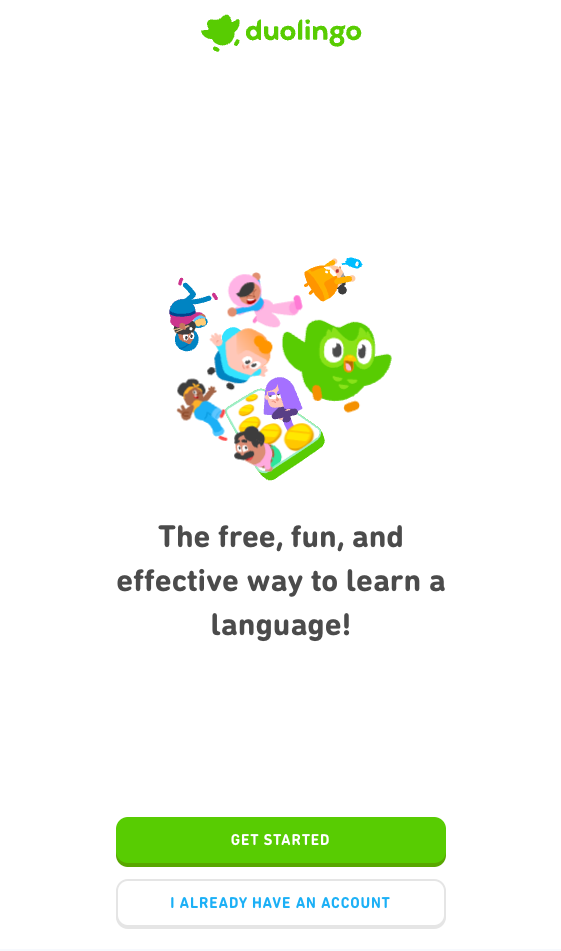 duolingo
The free, fun, and
effective way to learn a
language!
GET STARTED
I ALREADY HAVE AN ACCOUNT